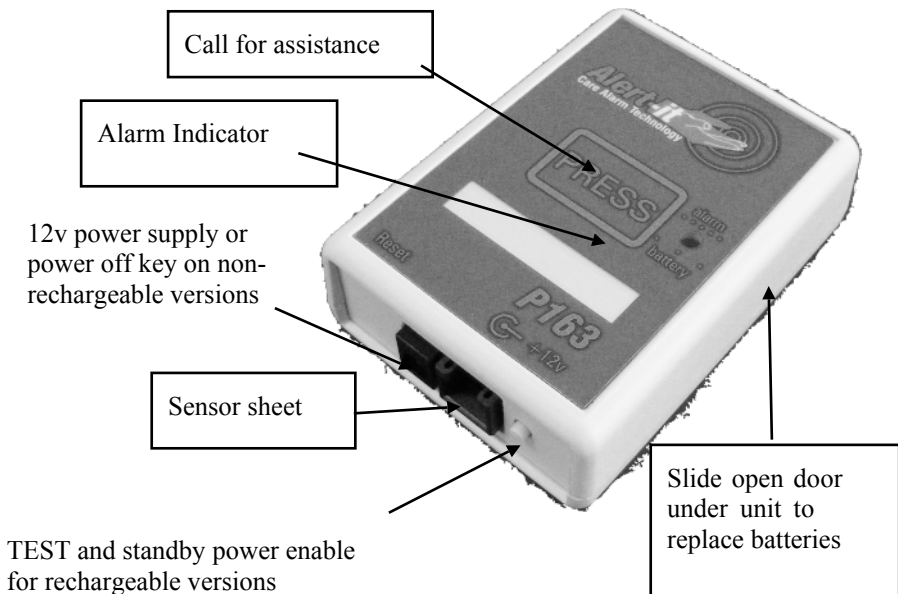 Call for assistance
Alarm Indicator
12v power supply or
power off key on non-
rechargeable versions
Sensor sheet
TEST and standby power enable
for rechargeable versions
Slide open door
under unit to
replace batteries
Alert-it
Care Alarm Technology
PRESS
alarm
battery
Reset
P163
+12v